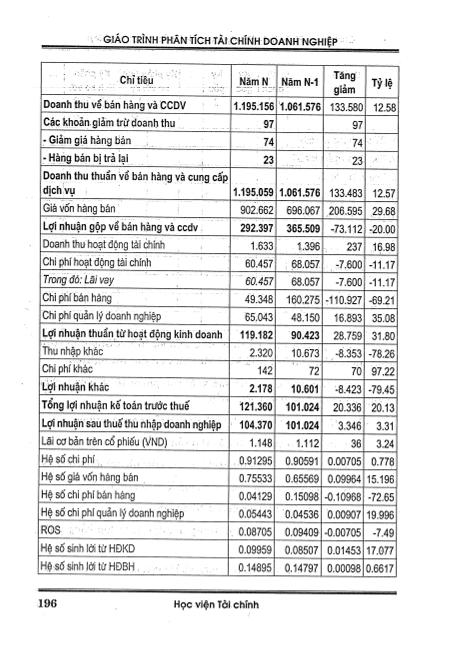 GIÁO TRÌNH PHÂN TÍCH TÀI CHÍNH DOANH NGHIỆP
Chỉ tiêu Năm N Năm N-1 Tăng giảm Tỷ lệ
Doanh thu về bán hàng và CCDV 1.195.156 1.061.576 133.580 12.58
Các khoản giảm trừ doanh thu 97 97
- Giảm giá hàng bán 74 74
- Hàng bán bị trả lại 23 23
Doanh thu thuần về bán hàng và cung cấp
dịch vụ 1.195.059 1.061.576 133.483 12.57
Giá vốn hàng bán 902.662 696.067 206.595 29.68
Lợi nhuận gộp về bán hàng và ccdv 292.397 365.509 -73.112 -20.00
Doanh thu hoạt động tài chính 1.633 1.396 237 16.98
Chi phí hoạt động tài chính 60.457 68.057 -7.600 -11.17
Trong đó: Lãi vay 60.457 68.057 -7.600 -11.17
Chi phí bán hàng 49.348 160.275 -110.927 -69.21
Chi phí quản lý doanh nghiệp 65.043 48.150 16.893 35.08
Lợi nhuận thuần từ hoạt động kinh doanh 119.182 90.423 28.759 31.80
Thu nhập khác 2.320 10.673 -8.353 -78.26
Chi phí khác 142 72 70 97.22
Lợi nhuận khác 2.178 10.601 -8.423 -79.45
Tổng lợi nhuận kế toán trước thuế 121.360 101.024 20.336 20.13
Lợi nhuận sau thuế thu nhập doanh nghiệp 104.370 101.024 3.346 3.31
Lãi cơ bản trên cổ phiếu (VND) 1.148 1.112 36 3.24
Hệ số chi phí 0.91295 0.90591 0.00705 0.778
Hệ số giá vốn hàng bán 0.75533 0.65569 0.09964 15.196
Hệ số chi phí bán hàng 0.04129 0.15098 -0.10968 -72.65
Hệ số chi phí quản lý doanh nghiệp 0.05443 0.04536 0.00907 19.996
ROS 0.08705 0.09409 -0.00705 -7.49
Hệ số sinh lời từ HĐKD 0.09959 0.08507 0.01453 17.077
Hệ số sinh lời từ HĐBH 0.14895 0.14797 0.00098 0.6617
196 Học viện Tài chính